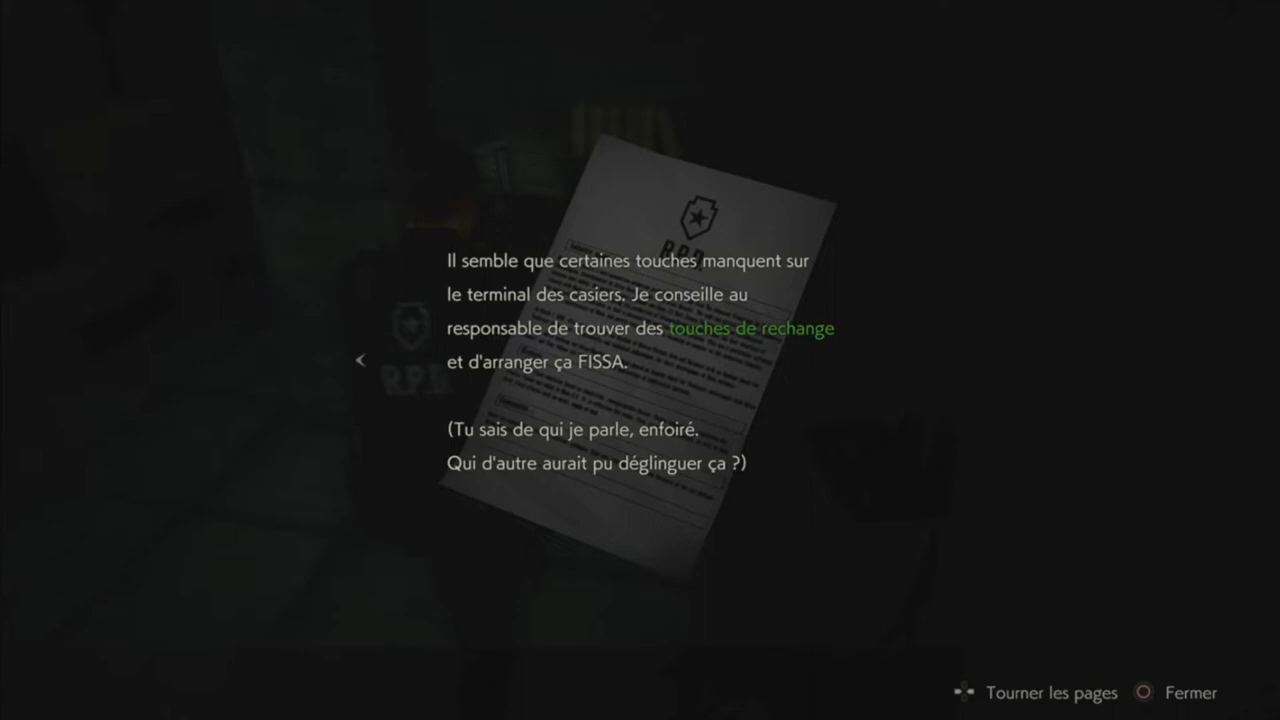 R.P.D.
Il semble que certaines touches manquent sur
le terminal des casiers. Je conseille au
responsable de trouver des touches de rechange
et d'arranger ça FISSA.
R.P.D.
(Tu sais de qui je parle, enfoiré.
Qui d'autre aurait pu déglinguer ça ?)
Tourner les pages
Fermer